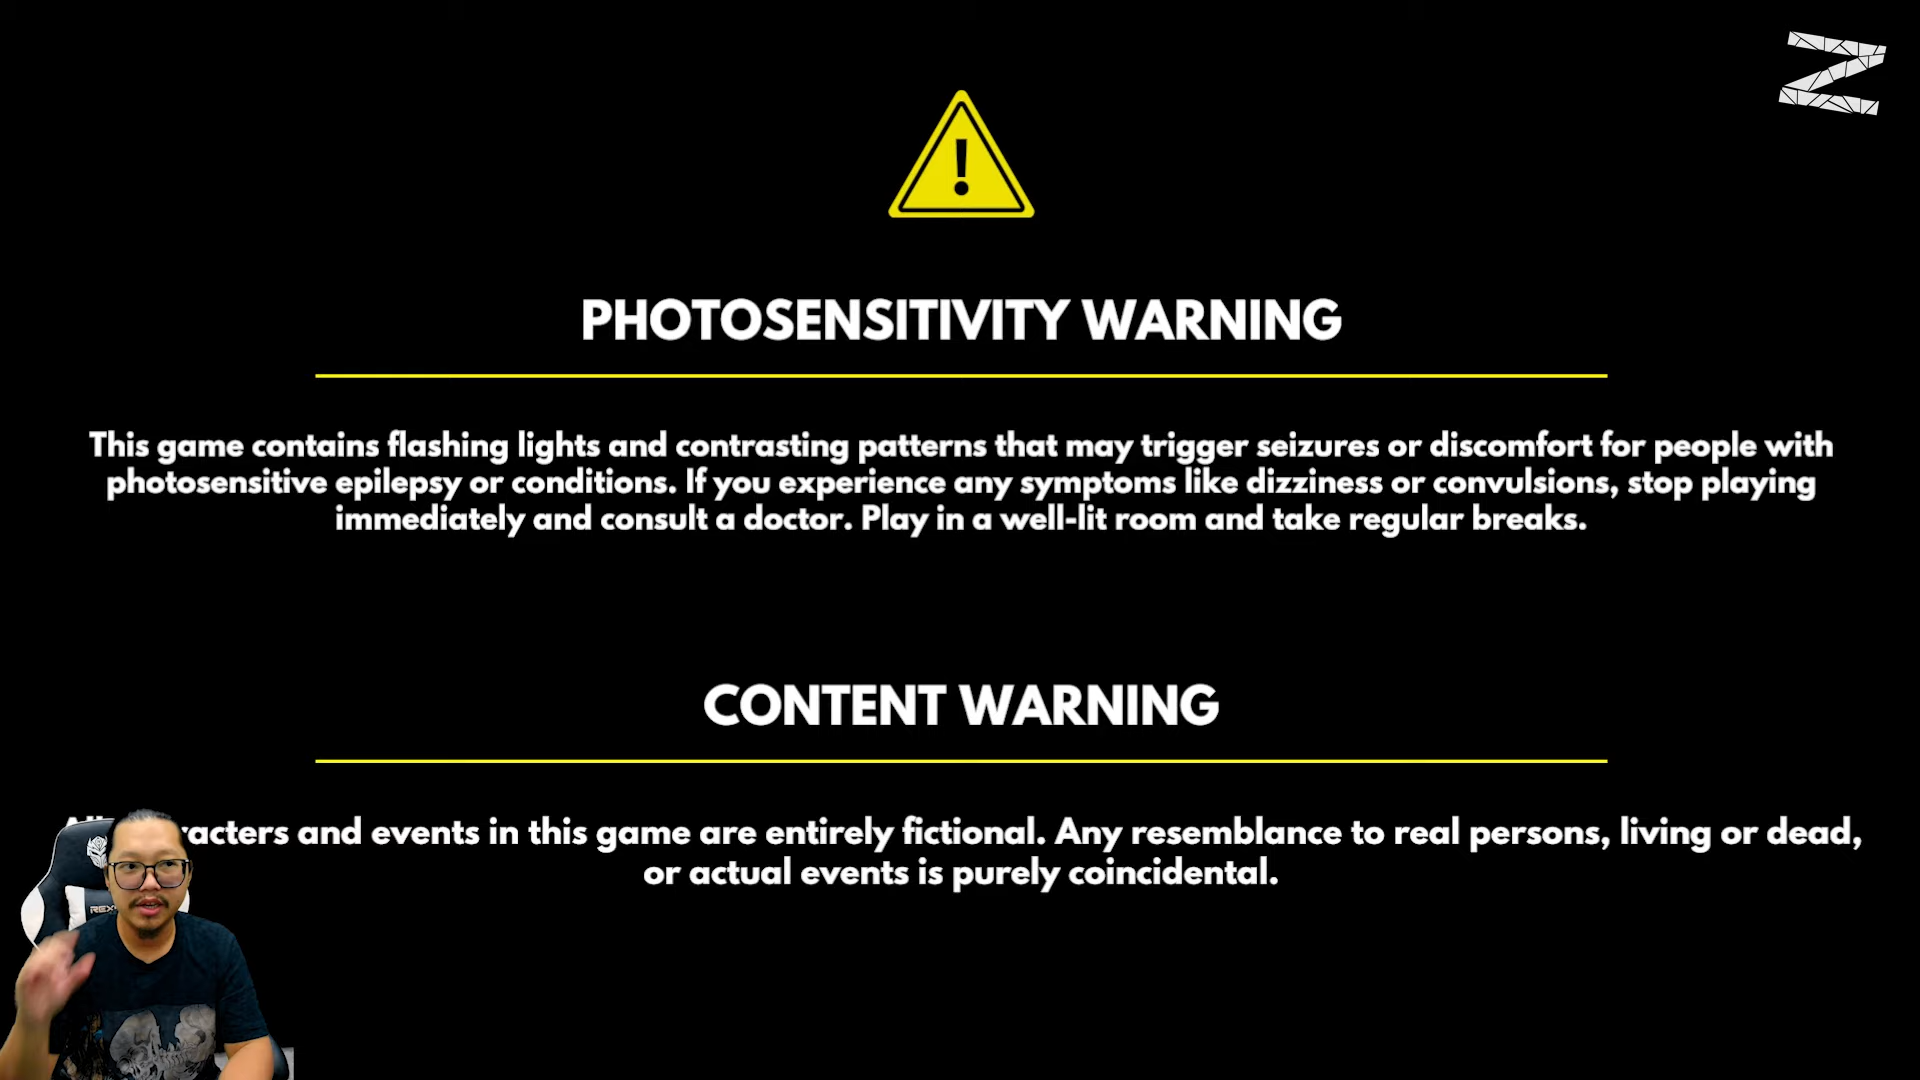 Z
PHOTOSENSITIVITY WARNING
This game contains flashing lights and contrasting patterns that may trigger seizures or discomfort for people with
photosensitive epilepsy or conditions. If you experience any symptoms like dizziness or convulsions, stop playing
immediately and consult a doctor. Play in a well-lit room and take regular breaks.
CONTENT WARNING
and events in this game are entirely fictional. Any resemblance to real persons, living or dead,
or actual events is purely coincidental.